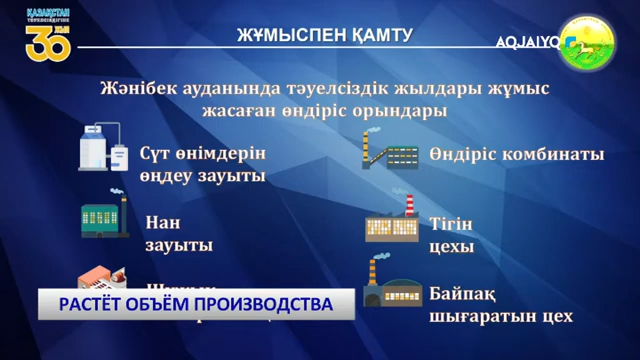 ҚАЗАҚСТАН
ТӘУЕЛСІЗДІГІНЕ
30
ЖЫЛ
ЖҰМЫСПЕН ҚАМТУ
AQJAIYQ
Жәнібек ауданында тәуелсіздік жылдары жұмыс
жасаған өндіріс орындары
Сүт өнімдерін
өңдеу зауыты
Өндіріс комбинаты
Нан
зауыты
Тігін
цехы
Байпақ
шығаратын цех
РАСТЁТ ОБЪЁМ ПРОИЗВОДСТВА